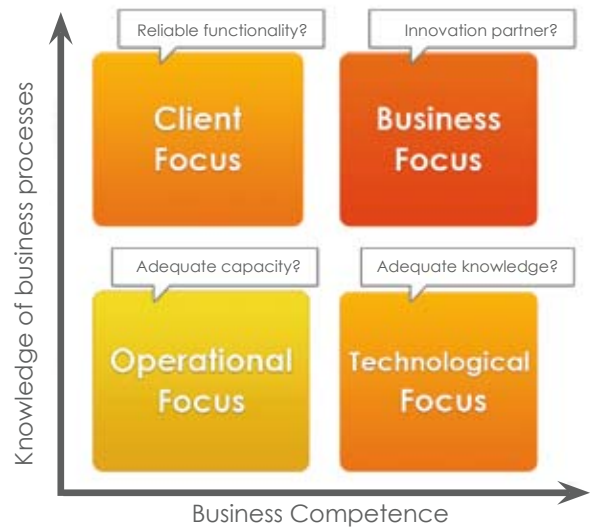 Reliable functionality?
Innovation partner?
Client
Focus
Business
Focus
Adequate capacity?
Adequate knowledge?
Operational
Focus
Technological
Focus
Knowledge of business processes
Business Competence